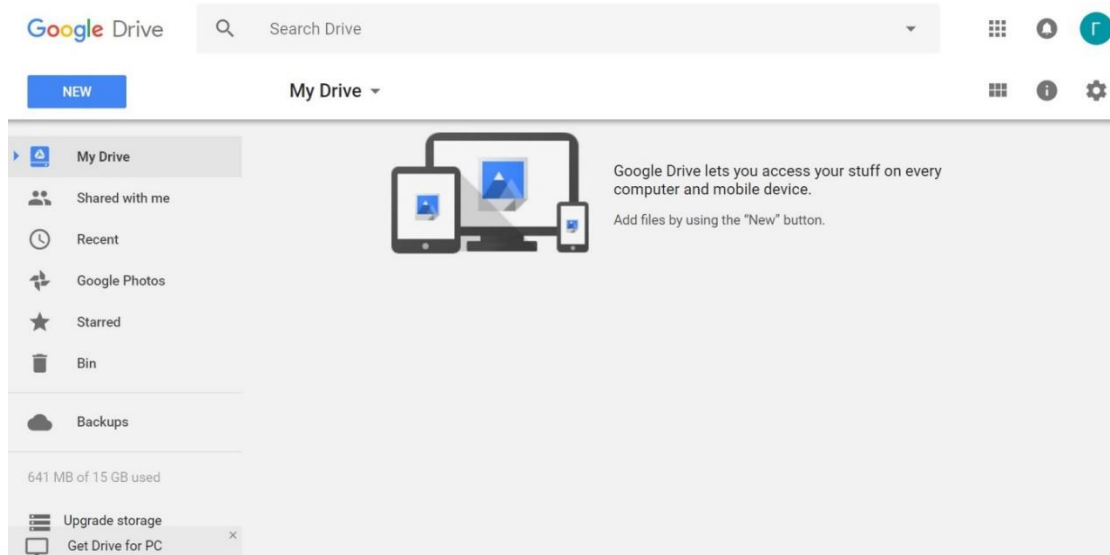 Google Drive
Search Drive
Г
NEW
My Drive
My Drive
Shared with me
Recent
Google Photos
Starred
Bin
Backups
641 MB of 15 GB used
Upgrade storage
Get Drive for PC
Google Drive lets you access your stuff on every
computer and mobile device.
Add files by using the “New” button.